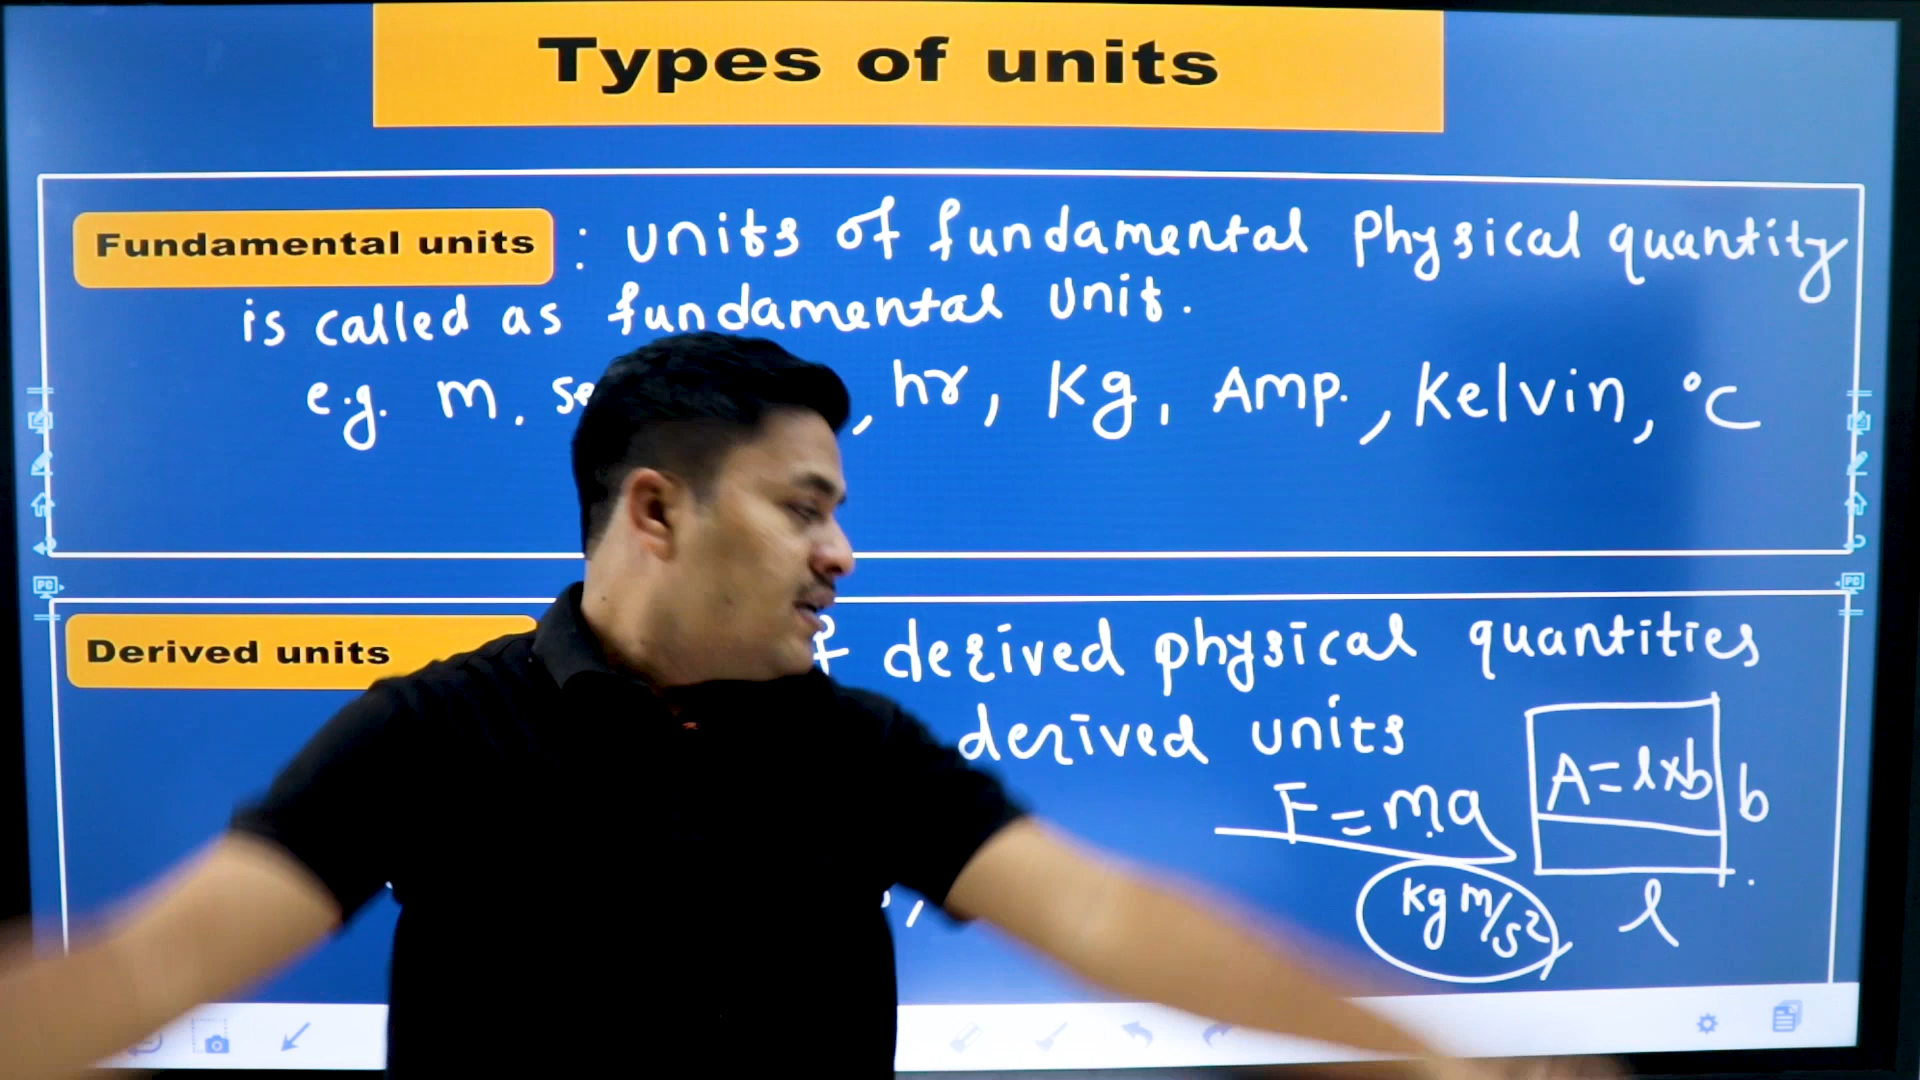 Types of units
Fundamental units : units of fundamental Physical quantity
is called as fundamental unit.
e.g. m, se , hr, Kg, Amp., Kelvin, °C
Derived units derived physical quantities
derived units
F = ma
A = l×b
b
kg m/s²
l